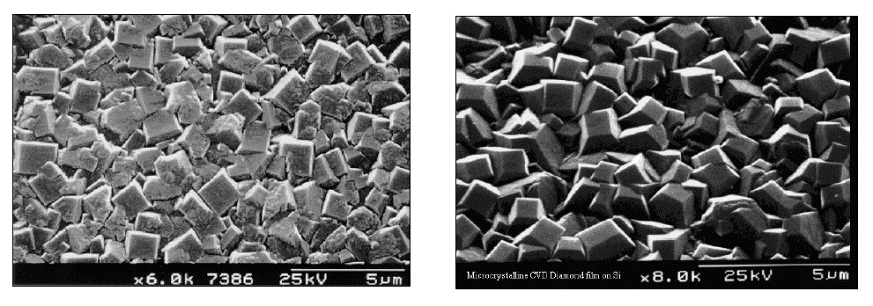 x6.0k 7386 25kV 5µm
Microcrystalline CVD Diamond film on Si x8.0k 25kV 5µm